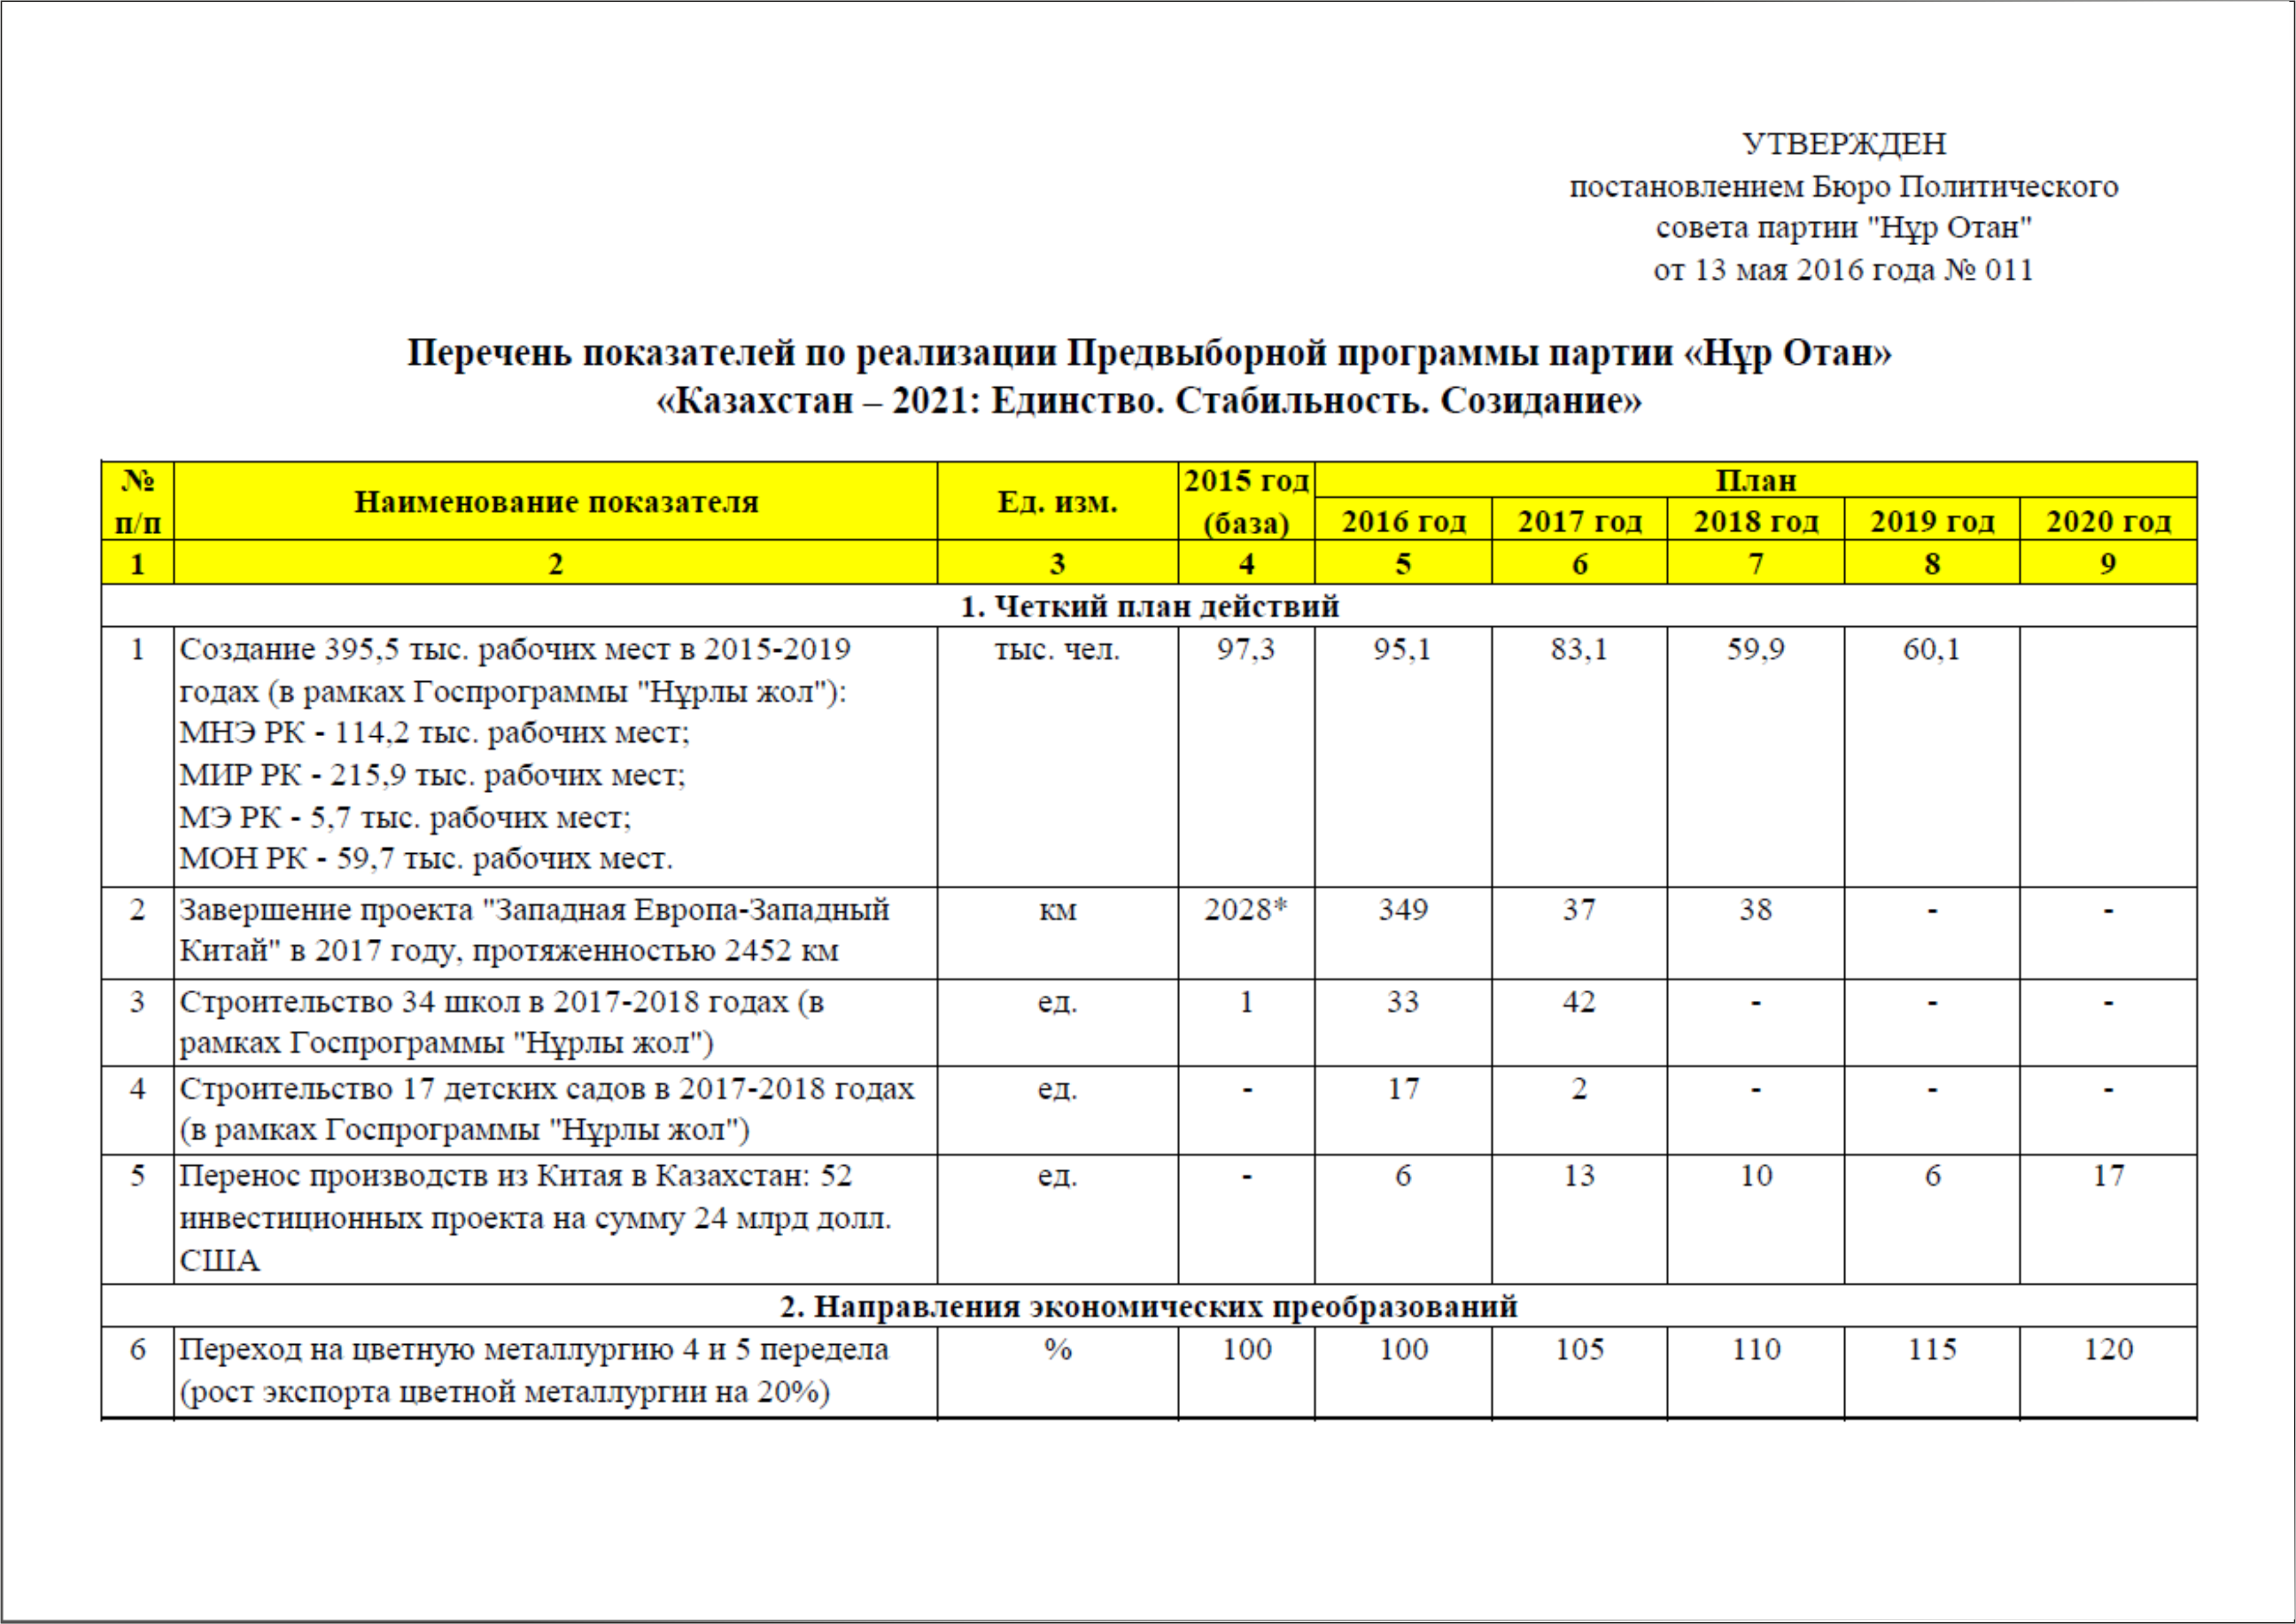 УТВЕРЖДЕН
постановлением Бюро Политического
совета партии "Нұр Отан"
от 13 мая 2016 года № 011
Перечень показателей по реализации Предвыборной программы партии «Нұр Отан»
«Казахстан – 2021: Единство. Стабильность. Созидание»
№ п/п Наименование показателя Ед. изм. 2015 год (база) План
2016 год 2017 год 2018 год 2019 год 2020 год
1 2 3 4 5 6 7 8 9
1. Четкий план действий
1 Создание 395,5 тыс. рабочих мест в 2015-2019 тыс. чел. 97,3 95,1 83,1 59,9 60,1
годах (в рамках Госпрограммы "Нұрлы жол"):
МНЭ РК - 114,2 тыс. рабочих мест;
МИР РК - 215,9 тыс. рабочих мест;
МЭ РК - 5,7 тыс. рабочих мест;
МОН РК - 59,7 тыс. рабочих мест.
2 Завершение проекта "Западная Европа-Западный км 2028* 349 37 38 - -
Китай" в 2017 году, протяженностью 2452 км
3 Строительство 34 школ в 2017-2018 годах (в ед. 1 33 42 - - -
рамках Госпрограммы "Нұрлы жол")
4 Строительство 17 детских садов в 2017-2018 годах ед. - 17 2 - - -
(в рамках Госпрограммы "Нұрлы жол")
5 Перенос производств из Китая в Казахстан: 52 ед. - 6 13 10 6 17
инвестиционных проекта на сумму 24 млрд долл.
США
2. Направления экономических преобразований
6 Переход на цветную металлургию 4 и 5 передела % 100 100 105 110 115 120
(рост экспорта цветной металлургии на 20%)